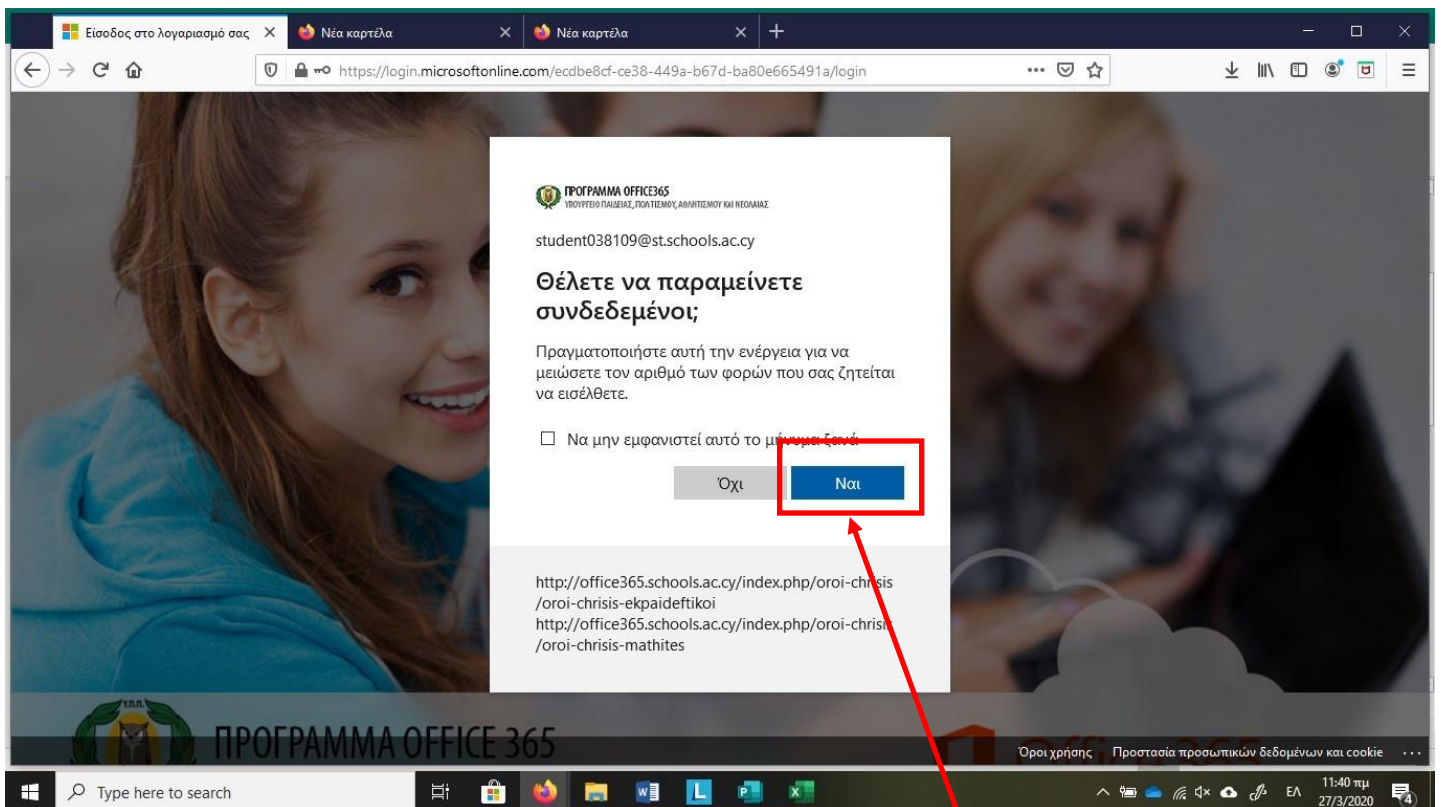 Είσοδος στο λογαριασμό σας
Νέα καρτέλα
Νέα καρτέλα
https://login.microsoftonline.com/ecdbe8cf-ce38-449a-b67d-ba80e665491a/login
ΠΡΟΓΡΑΜΜΑ OFFICE365
ΥΠΟΥΡΓΕΙΟ ΠΑΙΔΕΙΑΣ, ΠΟΛΙΤΙΣΜΟΥ, ΑΘΛΗΤΙΣΜΟΥ ΚΑΙ ΝΕΟΛΑΙΑΣ
student038109@st.schools.ac.cy
Θέλετε να παραμείνετε
συνδεδεμένοι;
Πραγματοποιήστε αυτή την ενέργεια για να
μειώσετε τον αριθμό των φορών που σας ζητείται
να εισέλθετε.
Να μην εμφανιστεί αυτό το μήνυμα ξανά
Όχι
Ναι
http://office365.schools.ac.cy/index.php/oroi-chrisis
/oroi-chrisis-ekpaideftikoi
http://office365.schools.ac.cy/index.php/oroi-chrisis
/oroi-chrisis-mathites
Υ.Π.Π.
ΠΡΟΓΡΑΜΜΑ OFFICE 365
Office 365
Όροι χρήσης
Προστασία προσωπικών δεδομένων και cookie
Type here to search
ΕΛ
11:40 πμ
27/3/2020
4